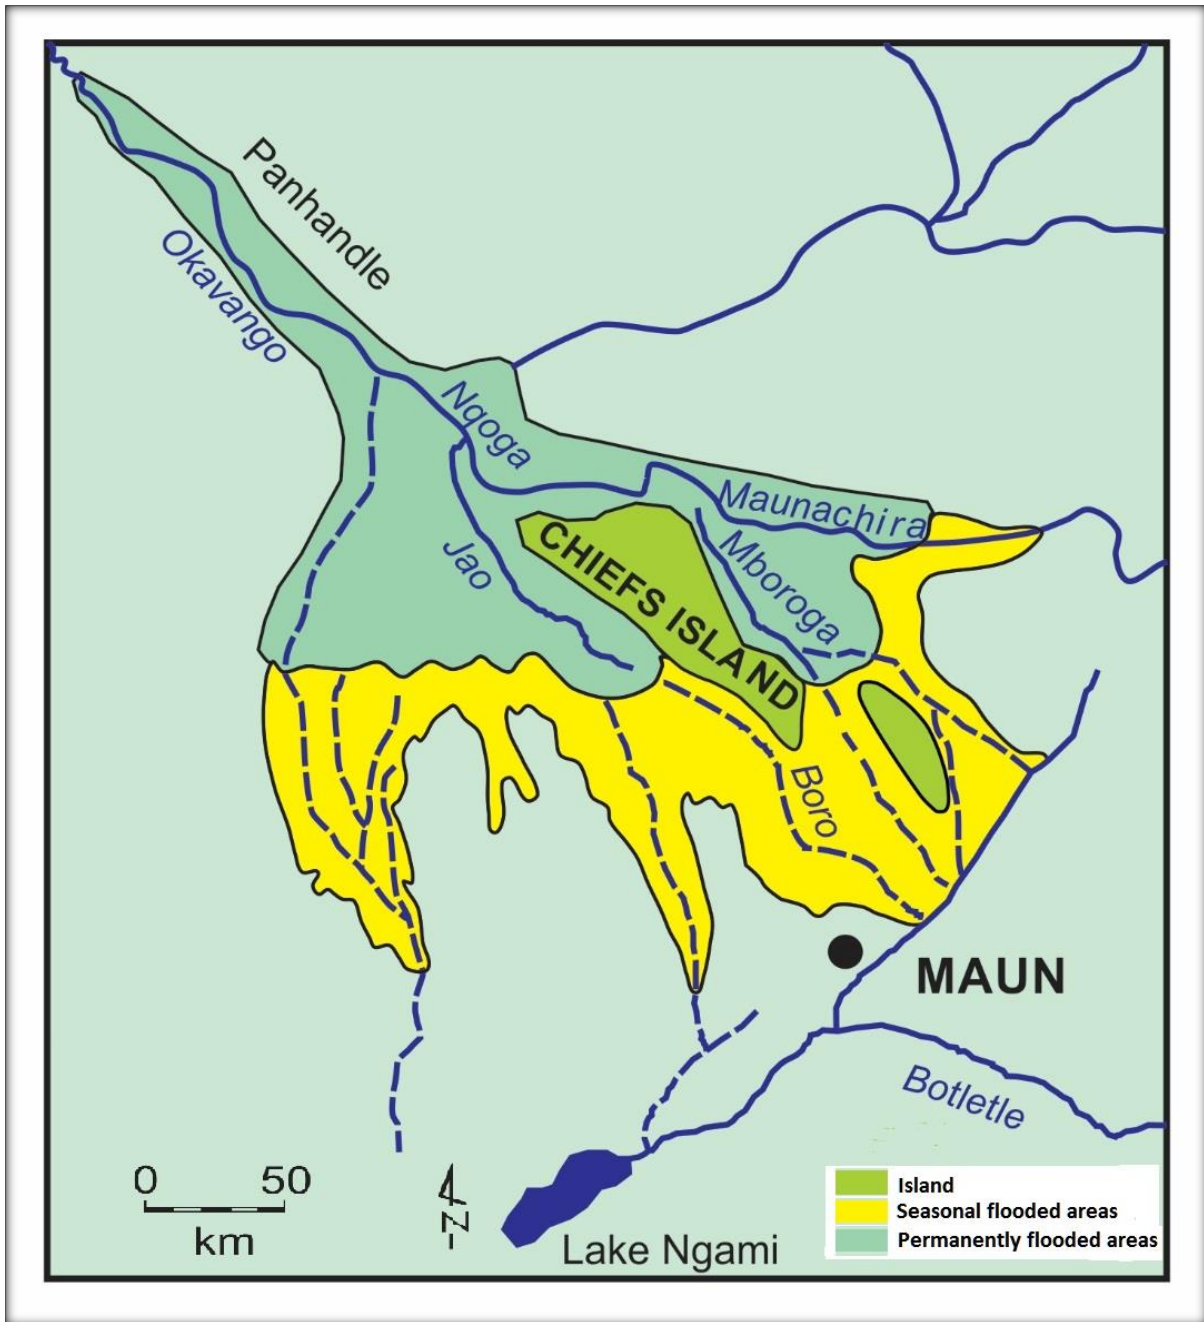 Panhandle
Okavango
Nqoga
Maunachira
Mboroga
Jao
CHIEFS ISLAND
Boro
MAUN
Botletle
0 50
km
N
Lake Ngami
Island
Seasonal flooded areas
Permanently flooded areas